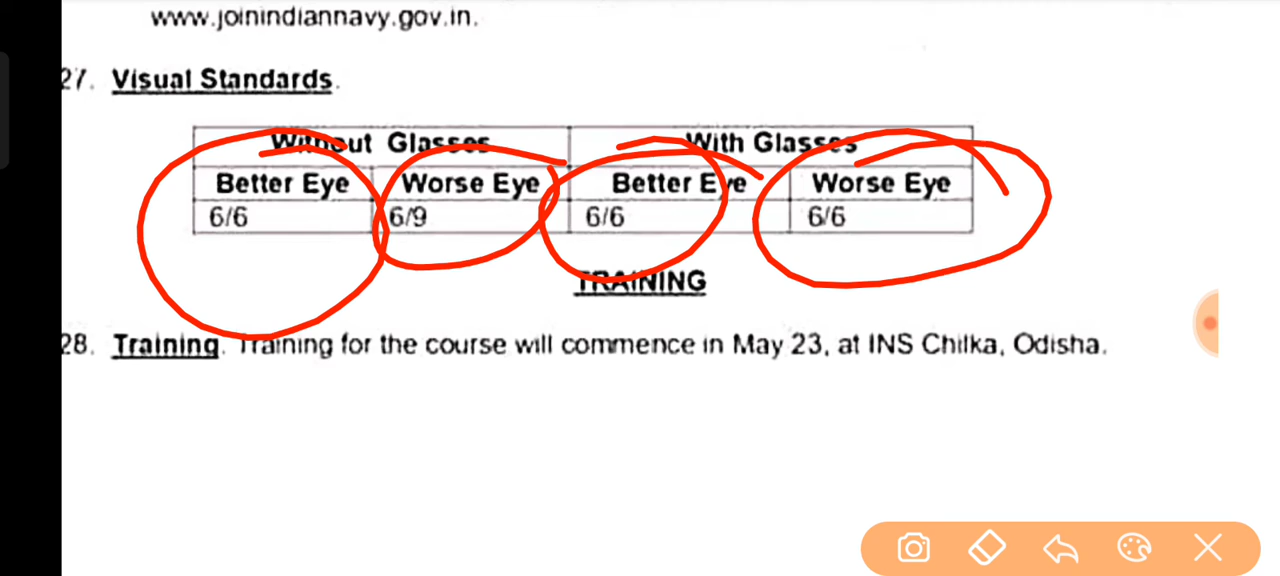 www.joinindiannavy.gov.in.
27. Visual Standards.
Without Glasses With Glasses
Better Eye Worse Eye Better Eye Worse Eye
6/6 6/9 6/6 6/6
TRAINING
28. Training. Training for the course will commence in May 23, at INS Chilka, Odisha.